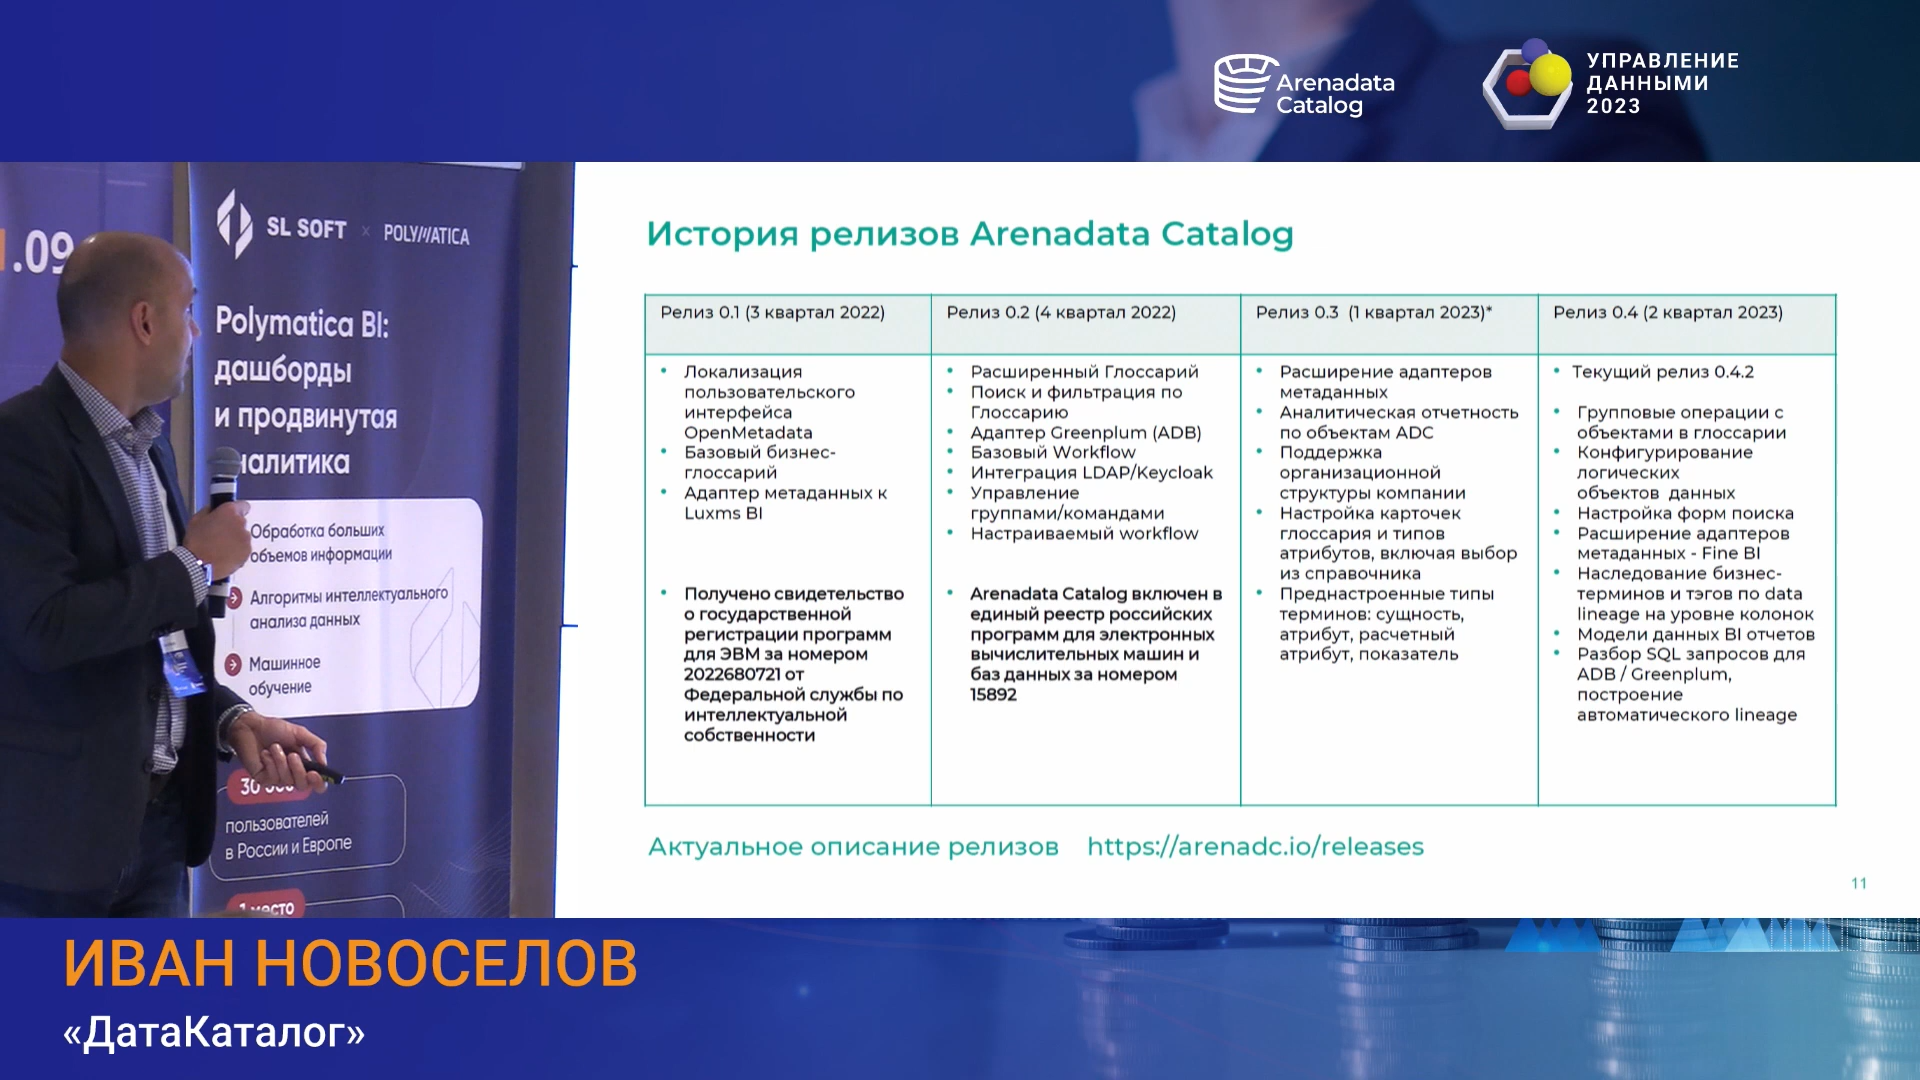 Arenadata
Catalog
УПРАВЛЕНИЕ
ДАННЫМИ
2023
.09
SL SOFT × POLYMATICA
Polymatica BI:
дашборды
и продвинутая
Обработка больших
объемов информации
Алгоритмы интеллектуального
анализа данных
Машинное
обучение
30
пользователей
в России и Европе
1 место
История релизов Arenadata Catalog
Релиз 0.1 (3 квартал 2022)
• Локализация
пользовательского
интерфейса
OpenMetadata
• Базовый бизнес-
глоссарий
• Адаптер метаданных к
Luxms BI
• Получено свидетельство
о государственной
регистрации программ
для ЭВМ за номером
2022680721 от
Федеральной службы по
интеллектуальной
собственности
Релиз 0.2 (4 квартал 2022)
• Расширенный Глоссарий
• Поиск и фильтрация по
Глоссарию
• Адаптер Greenplum (ADB)
• Базовый Workflow
• Интеграция LDAP/Keycloak
• Управление
группами/командами
• Настраиваемый workflow
• Arenadata Catalog включен в
единый реестр российских
программ для электронных
вычислительных машин и
баз данных за номером
15892
Релиз 0.3 (1 квартал 2023)*
• Расширение адаптеров
метаданных
• Аналитическая отчетность
по объектам ADC
• Поддержка
организационной
структуры компании
• Настройка карточек
глоссария и типов
атрибутов, включая выбор
из справочника
• Преднастроенные типы
терминов: сущность,
атрибут, расчетный
атрибут, показатель
Релиз 0.4 (2 квартал 2023)
• Текущий релиз 0.4.2
• Групповые операции с
объектами в глоссарии
• Конфигурирование
логических
объектов данных
• Настройка форм поиска
• Расширение адаптеров
метаданных - Fine BI
• Наследование бизнес-
терминов и тэгов по data
lineage на уровне колонок
• Модели данных BI отчетов
• Разбор SQL запросов для
ADB / Greenplum,
построение
автоматического lineage
Актуальное описание релизов https://arenadc.io/releases
11
ИВАН НОВОСЕЛОВ
«ДатаКаталог»